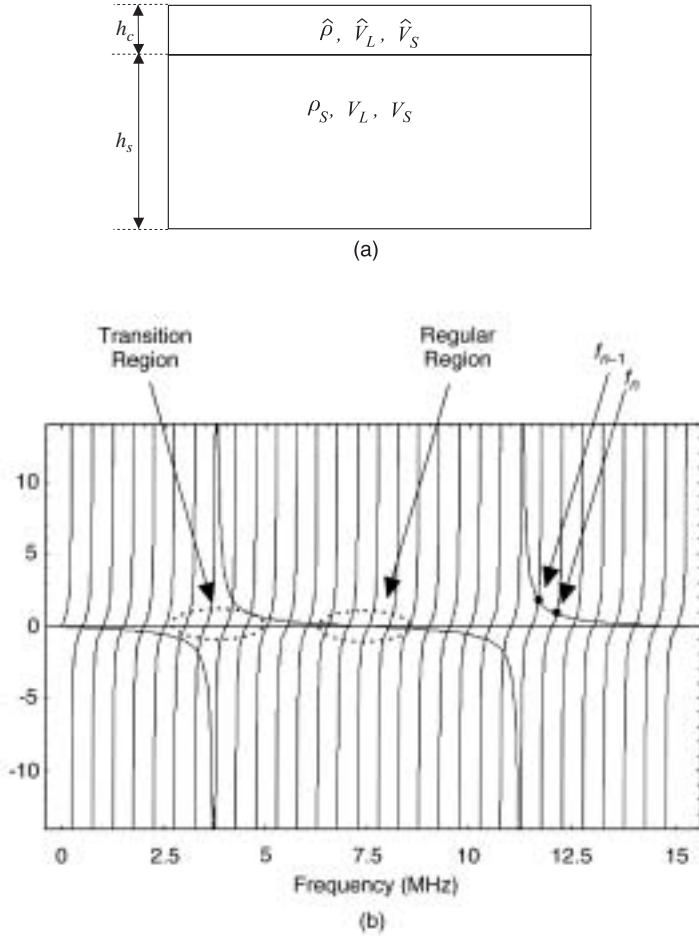 h_c
ρ̂, V̂_L, V̂_S
ρ_S, V_L, V_S
h_s
(a)
Transition
Region
Regular
Region
f_{n-1}
f_n
10
5
0
-5
-10
0 2.5 5 7.5 10 12.5 15
Frequency (MHz)
(b)